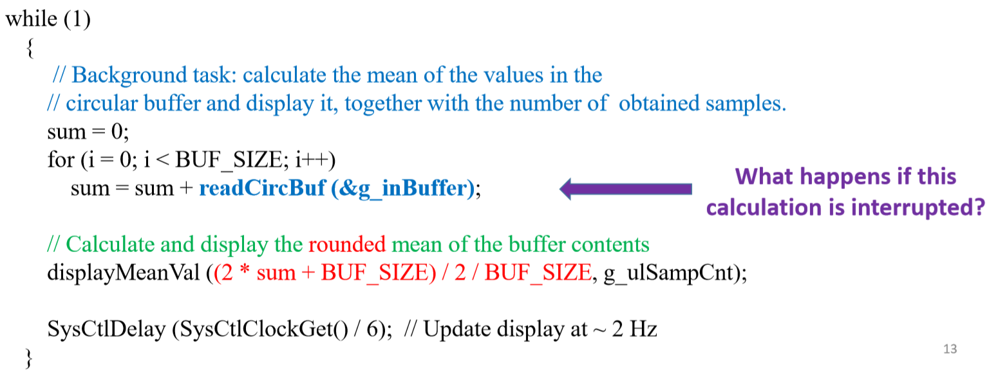 while (1)
{
// Background task: calculate the mean of the values in the
// circular buffer and display it, together with the number of  obtained samples.
sum = 0;
for (i = 0; i < BUF_SIZE; i++)
sum = sum + readCircBuf (&g_inBuffer);
What happens if this
calculation is interrupted?
// Calculate and display the rounded mean of the buffer contents
displayMeanVal ((2 * sum + BUF_SIZE) / 2 / BUF_SIZE, g_ulSampCnt);
SysCtlDelay (SysCtlClockGet() / 6);  // Update display at ~ 2 Hz
13
}